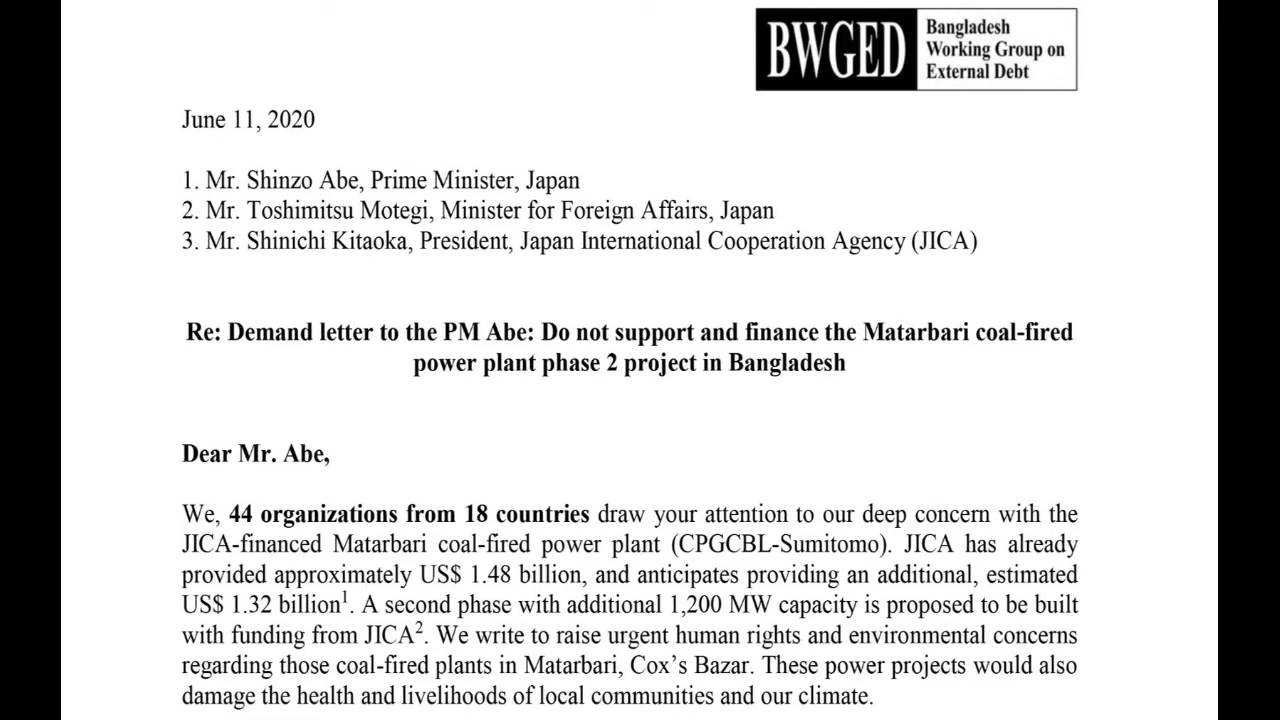 BWGED
Bangladesh
Working Group on
External Debt
June 11, 2020
1. Mr. Shinzo Abe, Prime Minister, Japan
2. Mr. Toshimitsu Motegi, Minister for Foreign Affairs, Japan
3. Mr. Shinichi Kitaoka, President, Japan International Cooperation Agency (JICA)
Re: Demand letter to the PM Abe: Do not support and finance the Matarbari coal-fired
power plant phase 2 project in Bangladesh
Dear Mr. Abe,
We, 44 organizations from 18 countries draw your attention to our deep concern with the
JICA-financed Matarbari coal-fired power plant (CPGCBL-Sumitomo). JICA has already
provided approximately US$ 1.48 billion, and anticipates providing an additional, estimated
US$ 1.32 billion¹. A second phase with additional 1,200 MW capacity is proposed to be built
with funding from JICA². We write to raise urgent human rights and environmental concerns
regarding those coal-fired plants in Matarbari, Cox’s Bazar. These power projects would also
damage the health and livelihoods of local communities and our climate.